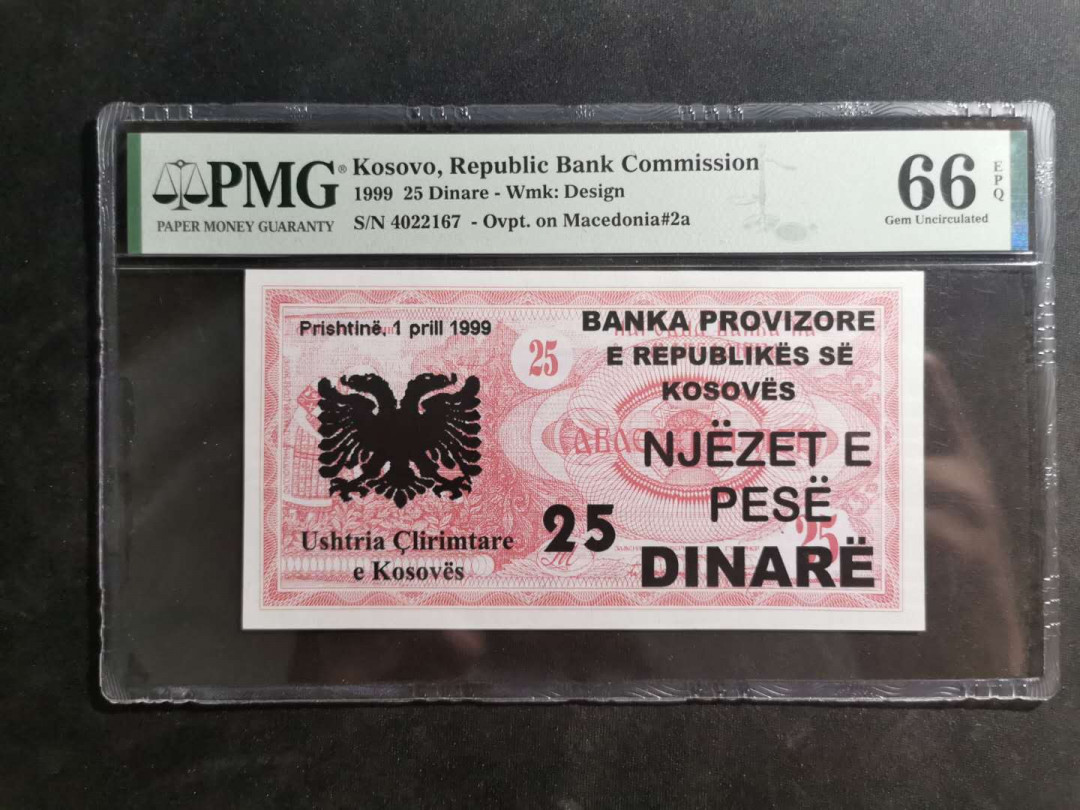 PMG®
PAPER MONEY GUARANTY
Kosovo, Republic Bank Commission
1999 25 Dinare - Wmk: Design
S/N 4022167 - Ovpt. on Macedonia#2a
66
EPQ
Gem Uncirculated
Prishtinë, 1 prill 1999
25
BANKA PROVIZORE
E REPUBLIKËS SË
KOSOVËS
NJËZET E
PESË
25
DINARË
25
Ushtria Çlirimtare
e Kosovës